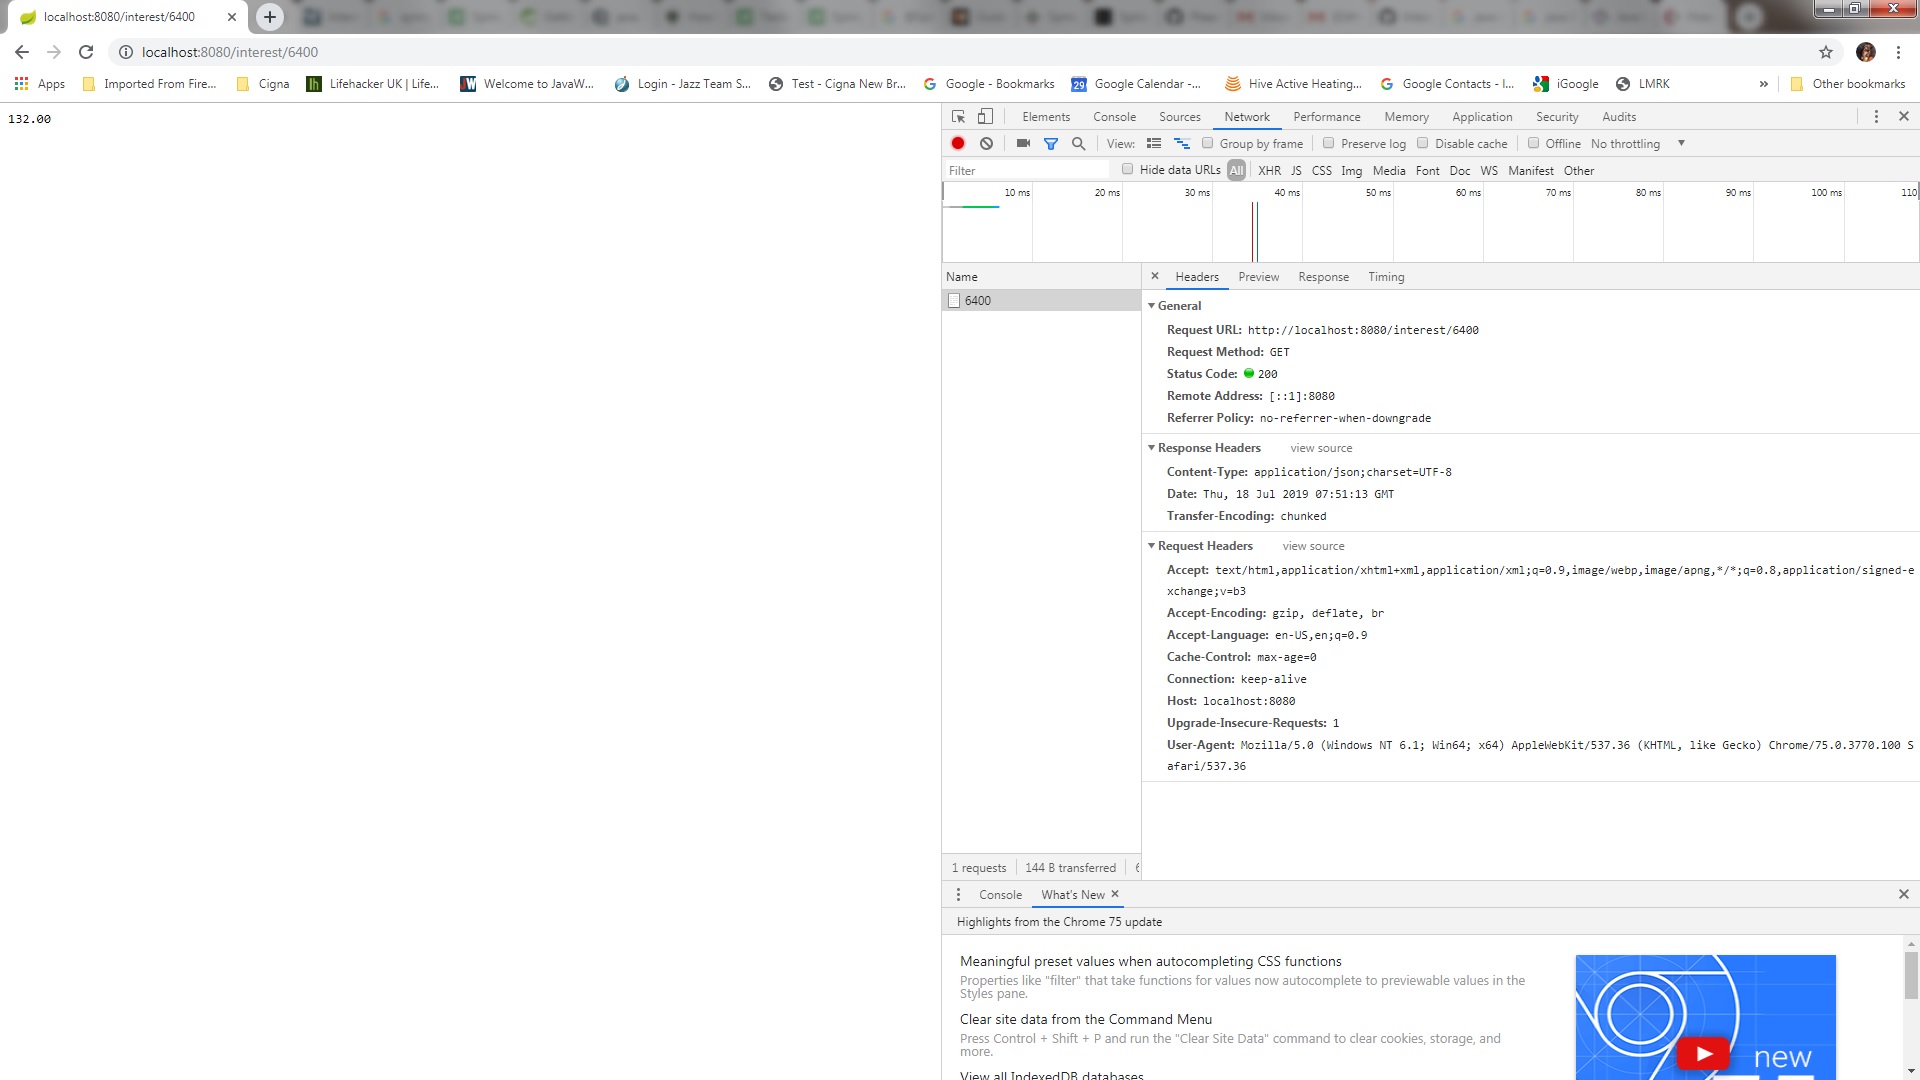 localhost:8080/interest/6400
localhost:8080/interest/6400
Apps Imported From Fire... Cigna Lifehacker UK | Life... Welcome to JavaW... Login - Jazz Team S... Test - Cigna New Br... Google - Bookmarks Google Calendar -... Hive Active Heating... Google Contacts - I... iGoogle LMRK » Other bookmarks
132.00
Elements Console Sources Network Performance Memory Application Security Audits
View: Group by frame Preserve log Disable cache Offline No throttling
Filter Hide data URLs All XHR JS CSS Img Media Font Doc WS Manifest Other
10 ms 20 ms 30 ms 40 ms 50 ms 60 ms 70 ms 80 ms 90 ms 100 ms 110
Name
6400
Headers Preview Response Timing
General
Request URL: http://localhost:8080/interest/6400
Request Method: GET
Status Code: 200
Remote Address: [::1]:8080
Referrer Policy: no-referrer-when-downgrade
Response Headers view source
Content-Type: application/json;charset=UTF-8
Date: Thu, 18 Jul 2019 07:51:13 GMT
Transfer-Encoding: chunked
Request Headers view source
Accept: text/html,application/xhtml+xml,application/xml;q=0.9,image/webp,image/apng,*/*;q=0.8,application/signed-e
xchange;v=b3
Accept-Encoding: gzip, deflate, br
Accept-Language: en-US,en;q=0.9
Cache-Control: max-age=0
Connection: keep-alive
Host: localhost:8080
Upgrade-Insecure-Requests: 1
User-Agent: Mozilla/5.0 (Windows NT 6.1; Win64; x64) AppleWebKit/537.36 (KHTML, like Gecko) Chrome/75.0.3770.100 S
afari/537.36
1 requests 144 B transferred
Console What's New
Highlights from the Chrome 75 update
Meaningful preset values when autocompleting CSS functions
Properties like "filter" that take functions for values now autocomplete to previewable values in the
Styles pane.
Clear site data from the Command Menu
Press Control + Shift + P and run the "Clear Site Data" command to clear cookies, storage, and
more.
View all IndexedDB databases
new